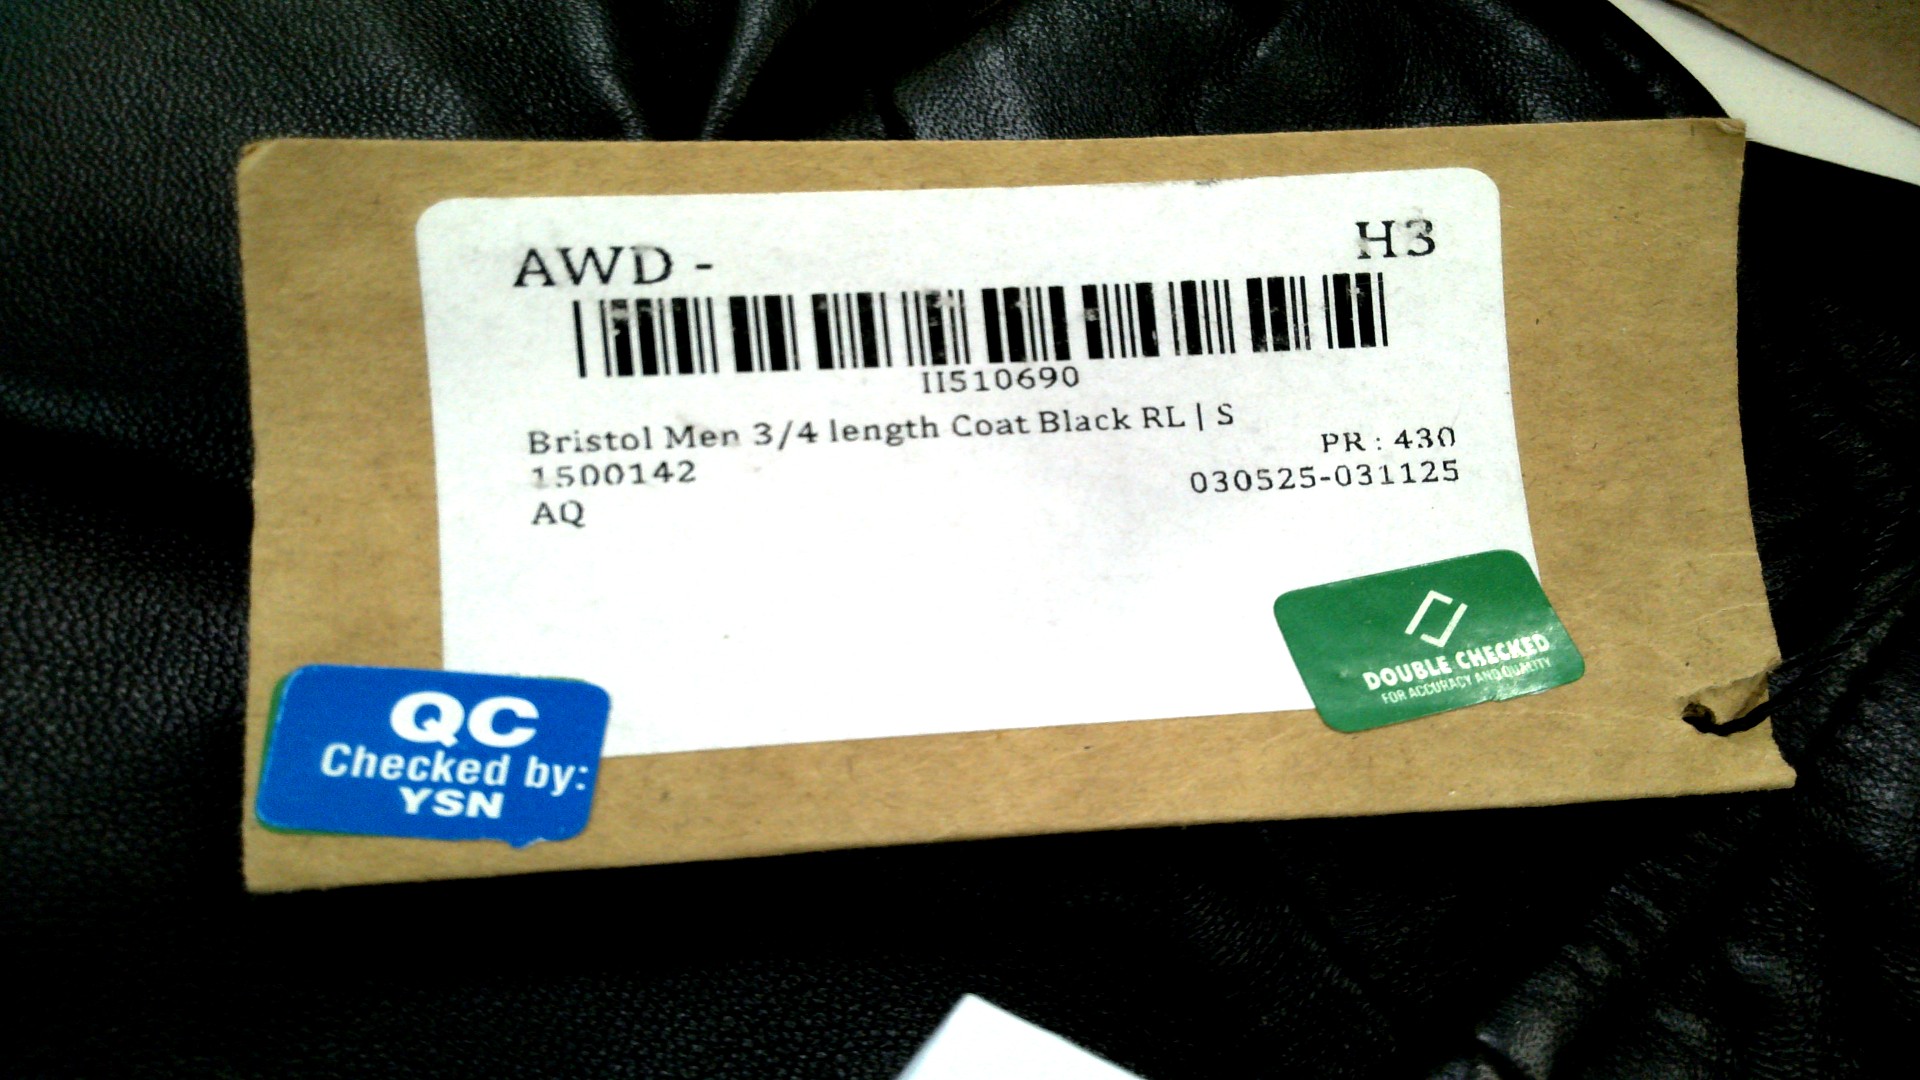 AWD -
H3
II510690
Bristol Men 3/4 length Coat Black RL | S
PR : 430
1500142
030525-031125
AQ
DOUBLE CHECKED
FOR ACCURACY AND QUALITY
QC
Checked by:
YSN